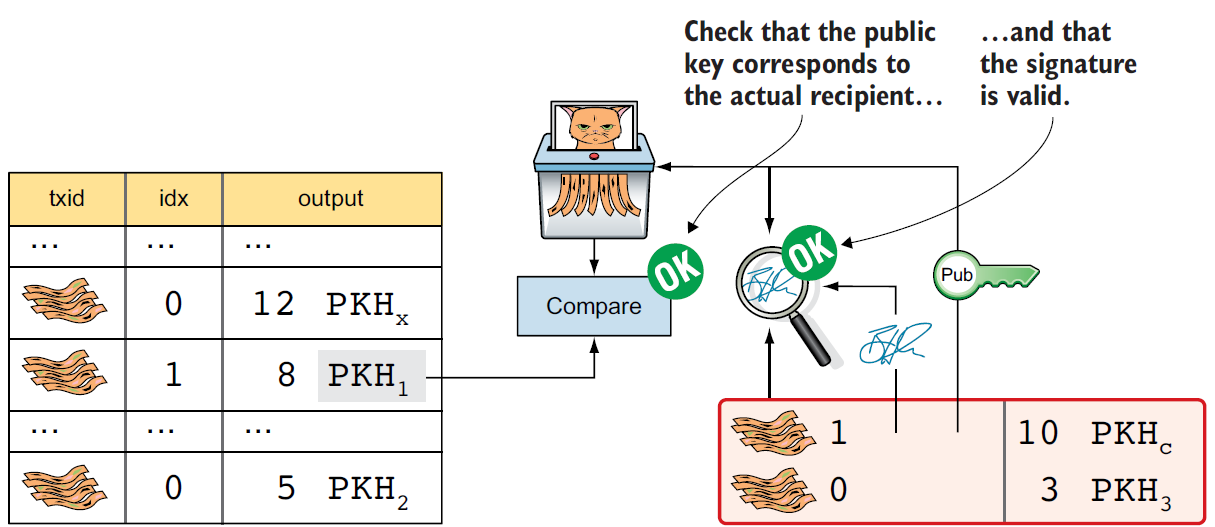 Check that the public
key corresponds to
the actual recipient…
…and that
the signature
is valid.
txid idx output
... ... ...
0 12 PKHx
1 8 PKH1
... ... ...
0 5 PKH2
OK
Compare
OK
Pub
1 10 PKHc
0 3 PKH3